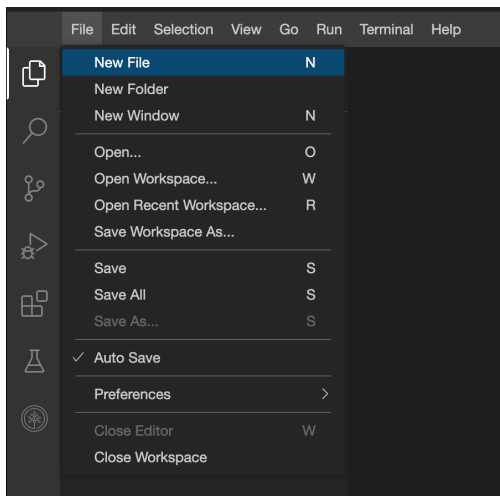 File Edit Selection View Go Run Terminal Help
New File N
New Folder
New Window N
Open... O
Open Workspace... W
Open Recent Workspace... R
Save Workspace As...
Save S
Save All S
Save As... S
Auto Save
Preferences
Close Editor W
Close Workspace